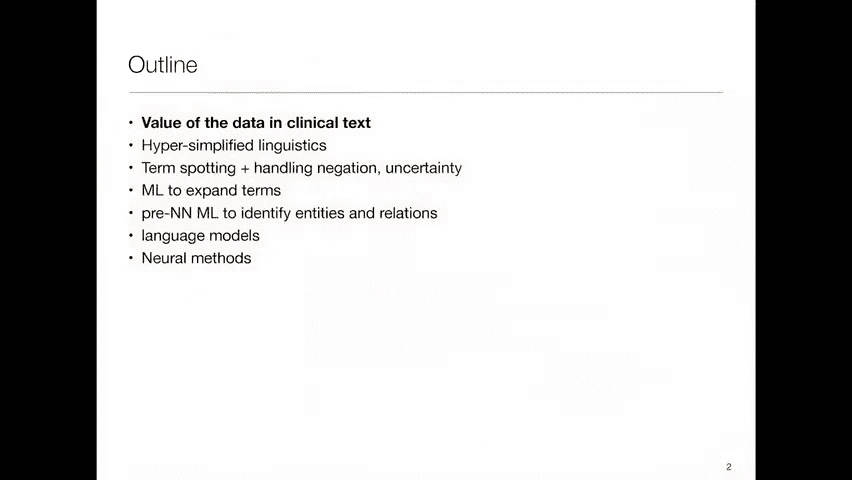 Outline
• Value of the data in clinical text
• Hyper-simplified linguistics
• Term spotting + handling negation, uncertainty
• ML to expand terms
• pre-NN ML to identify entities and relations
• language models
• Neural methods
2